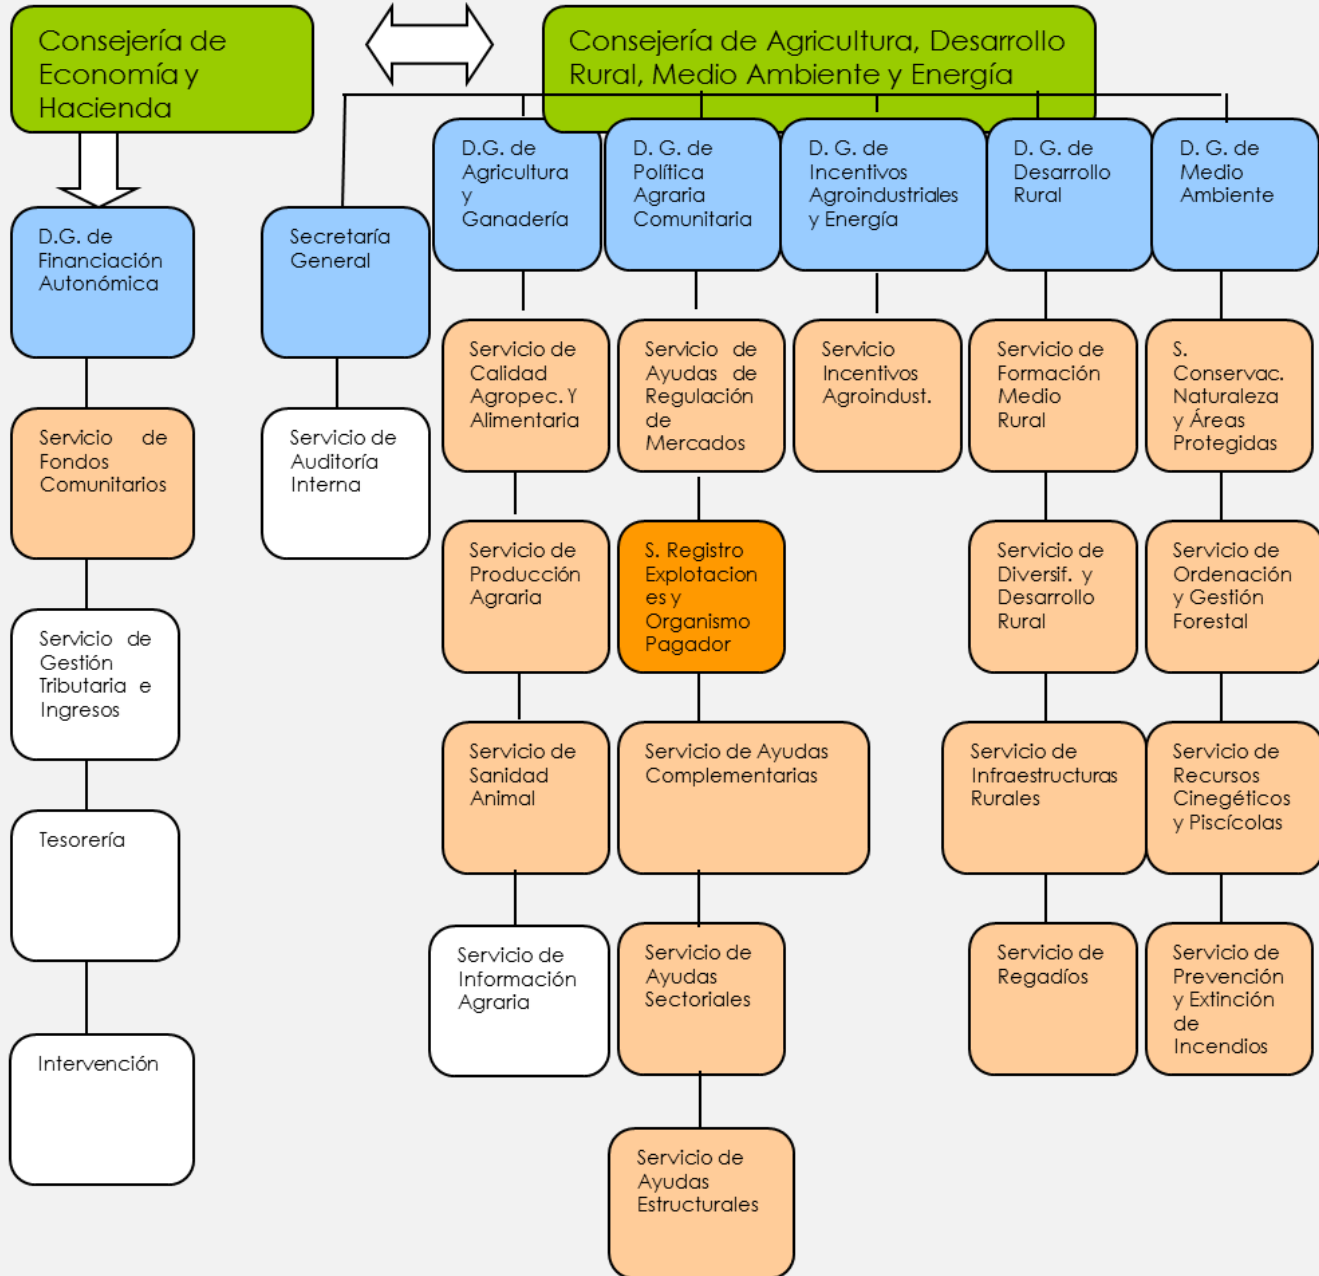 Consejería de
Economía y
Hacienda
Consejería de Agricultura, Desarrollo
Rural, Medio Ambiente y Energía
D.G. de
Financiación
Autonómica
Servicio de
Fondos
Comunitarios
Servicio de
Gestión
Tributaria e
Ingresos
Tesorería
Intervención
Secretaría
General
Servicio de
Auditoría
Interna
D.G. de
Agricultura
y
Ganadería
Servicio de
Calidad
Agropec. Y
Alimentaria
Servicio de
Producción
Agraria
Servicio de
Sanidad
Animal
Servicio de
Información
Agraria
D. G. de
Política
Agraria
Comunitaria
Servicio de
Ayudas de
Regulación
de
Mercados
S. Registro
Explotacion
es y
Organismo
Pagador
Servicio de Ayudas
Complementarias
Servicio de
Ayudas
Sectoriales
Servicio de
Ayudas
Estructurales
D. G. de
Incentivos
Agroindustriales
y Energía
Servicio
Incentivos
Agroindust.
D. G. de
Desarrollo
Rural
Servicio de
Formación
Medio
Rural
Servicio de
Diversif. y
Desarrollo
Rural
Servicio de
Infraestructuras
Rurales
Servicio de
Regadíos
D. G. de
Medio
Ambiente
S.
Conservac.
Naturaleza
y Áreas
Protegidas
Servicio de
Ordenación
y Gestión
Forestal
Servicio de
Recursos
Cinegéticos
y Piscícolas
Servicio de
Prevención
y Extinción
de
Incendios